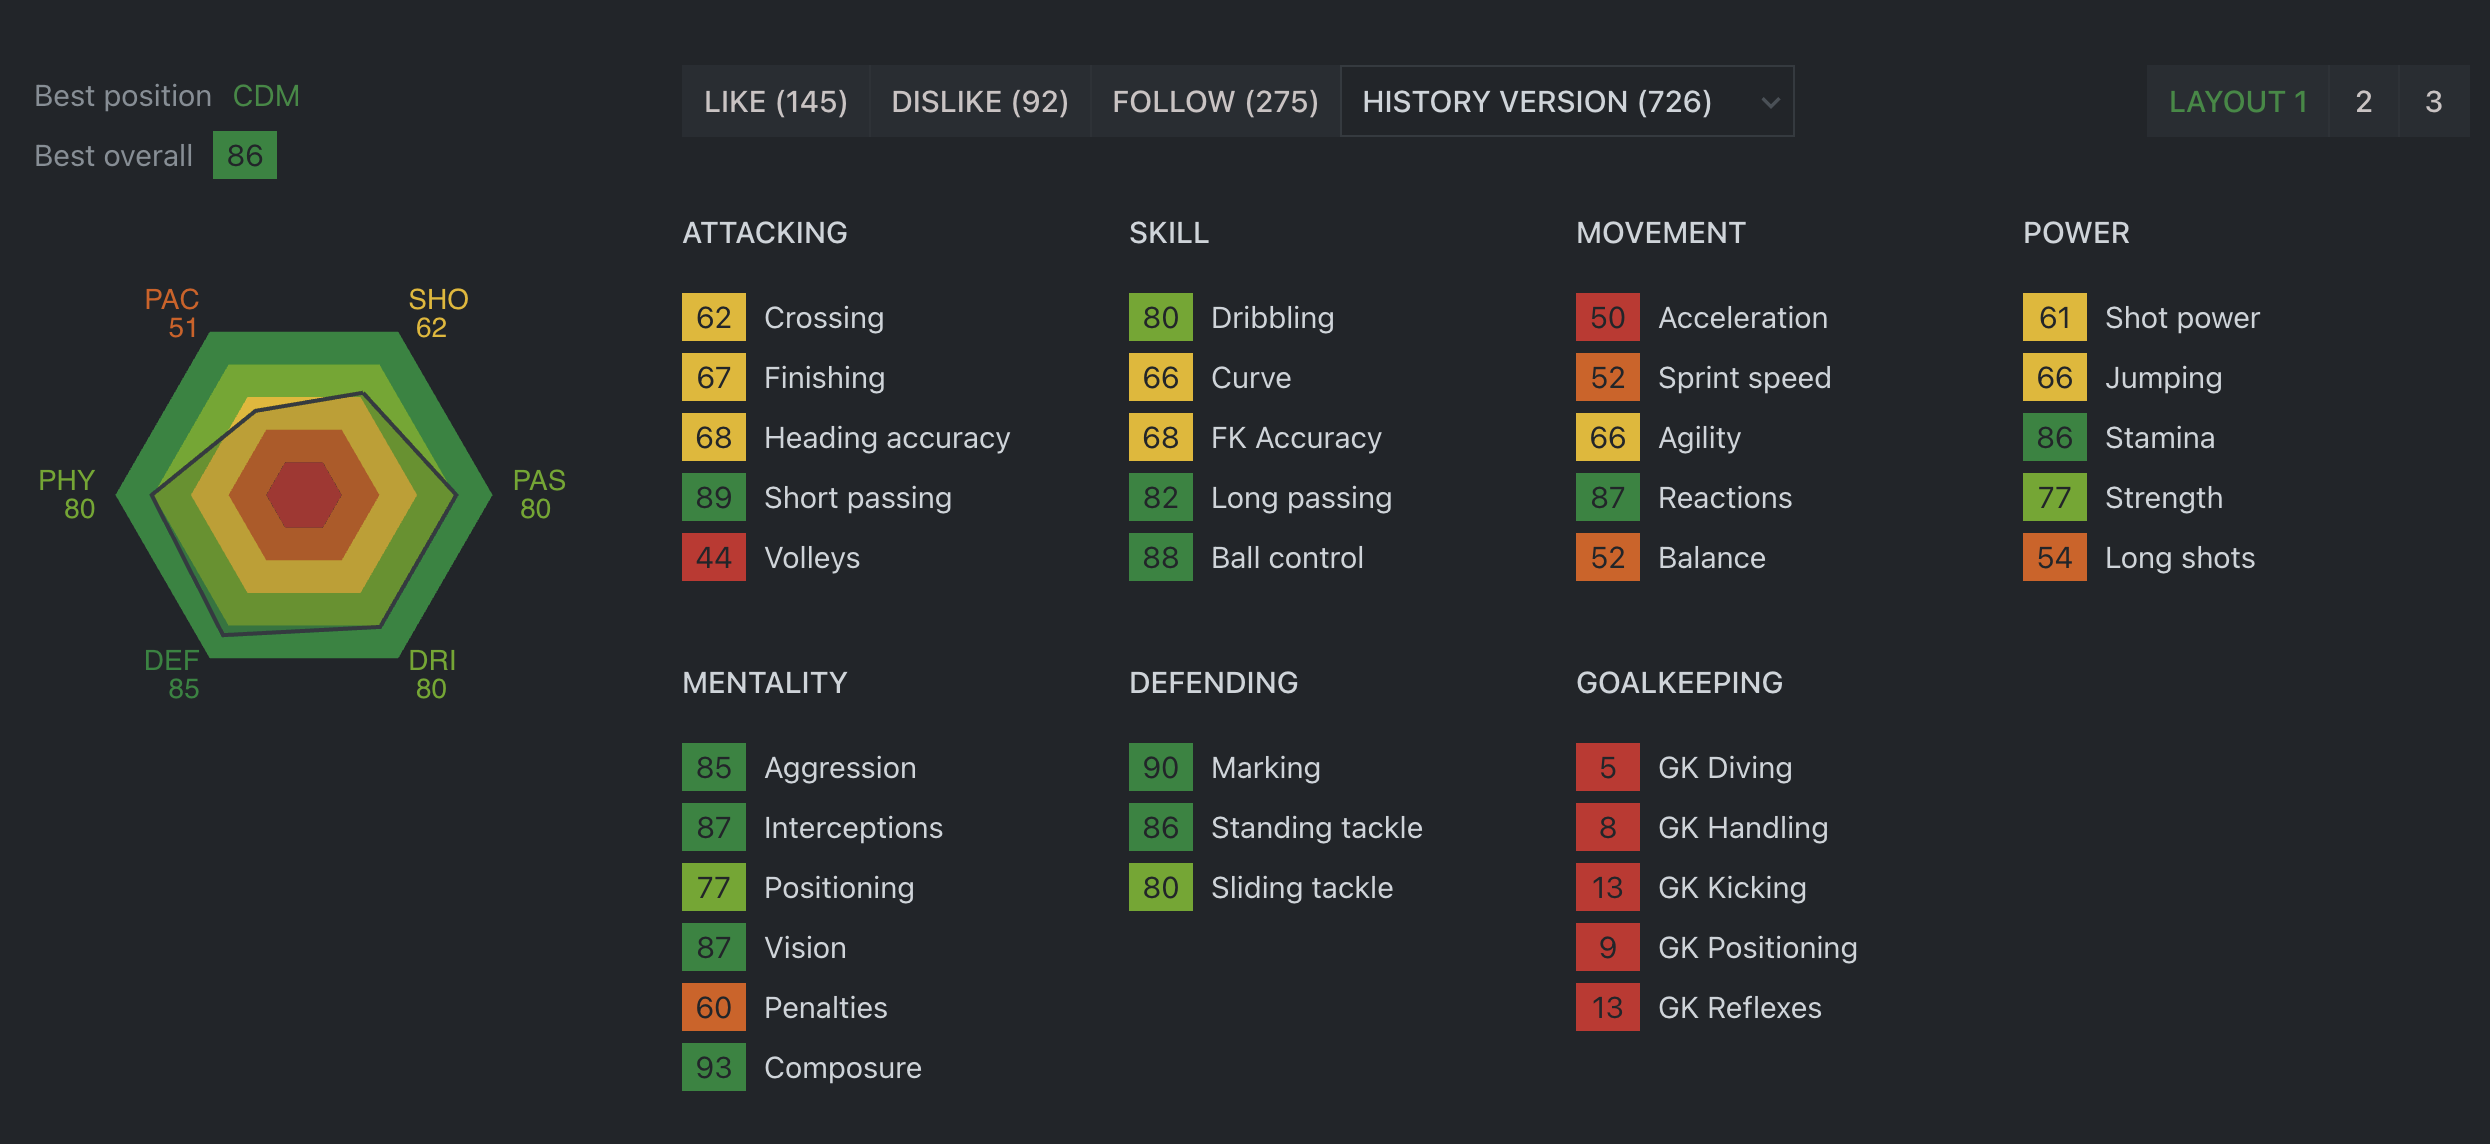 Best position CDM
Best overall 86
LIKE (145) DISLIKE (92) FOLLOW (275) HISTORY VERSION (726)
LAYOUT 1 2 3
PAC
51
SHO
62
PHY
80
PAS
80
DEF
85
DRI
80
ATTACKING
62 Crossing
67 Finishing
68 Heading accuracy
89 Short passing
44 Volleys
SKILL
80 Dribbling
66 Curve
68 FK Accuracy
82 Long passing
88 Ball control
MOVEMENT
50 Acceleration
52 Sprint speed
66 Agility
87 Reactions
52 Balance
POWER
61 Shot power
66 Jumping
86 Stamina
77 Strength
54 Long shots
MENTALITY
85 Aggression
87 Interceptions
77 Positioning
87 Vision
60 Penalties
93 Composure
DEFENDING
90 Marking
86 Standing tackle
80 Sliding tackle
GOALKEEPING
5 GK Diving
8 GK Handling
13 GK Kicking
9 GK Positioning
13 GK Reflexes